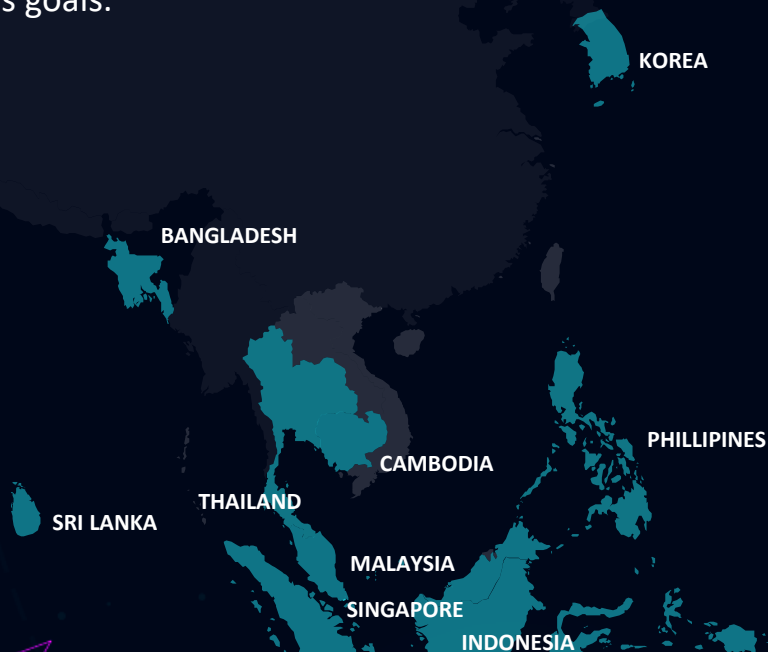 s goals.
KOREA
BANGLADESH
PHILLIPINES
CAMBODIA
THAILAND
SRI LANKA
MALAYSIA
SINGAPORE
INDONESIA